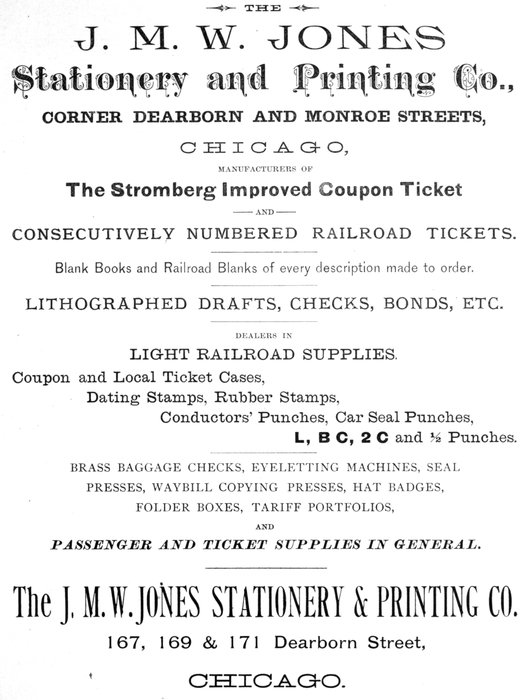 THE
J. M. W. JONES
Stationery and Printing Co.,
CORNER DEARBORN AND MONROE STREETS,
CHICAGO,
MANUFACTURERS OF
The Stromberg Improved Coupon Ticket
AND
CONSECUTIVELY NUMBERED RAILROAD TICKETS.
Blank Books and Railroad Blanks of every description made to order.
LITHOGRAPHED DRAFTS, CHECKS, BONDS, ETC.
DEALERS IN
LIGHT RAILROAD SUPPLIES.
Coupon and Local Ticket Cases,
Dating Stamps, Rubber Stamps,
Conductors' Punches, Car Seal Punches,
L, B C, 2 C and ½ Punches.
BRASS BAGGAGE CHECKS, EYELETTING MACHINES, SEAL
PRESSES, WAYBILL COPYING PRESSES, HAT BADGES,
FOLDER BOXES, TARIFF PORTFOLIOS,
AND
PASSENGER AND TICKET SUPPLIES IN GENERAL.
The J. M. W. JONES STATIONERY & PRINTING CO.
167, 169 & 171 Dearborn Street,
CHICAGO.